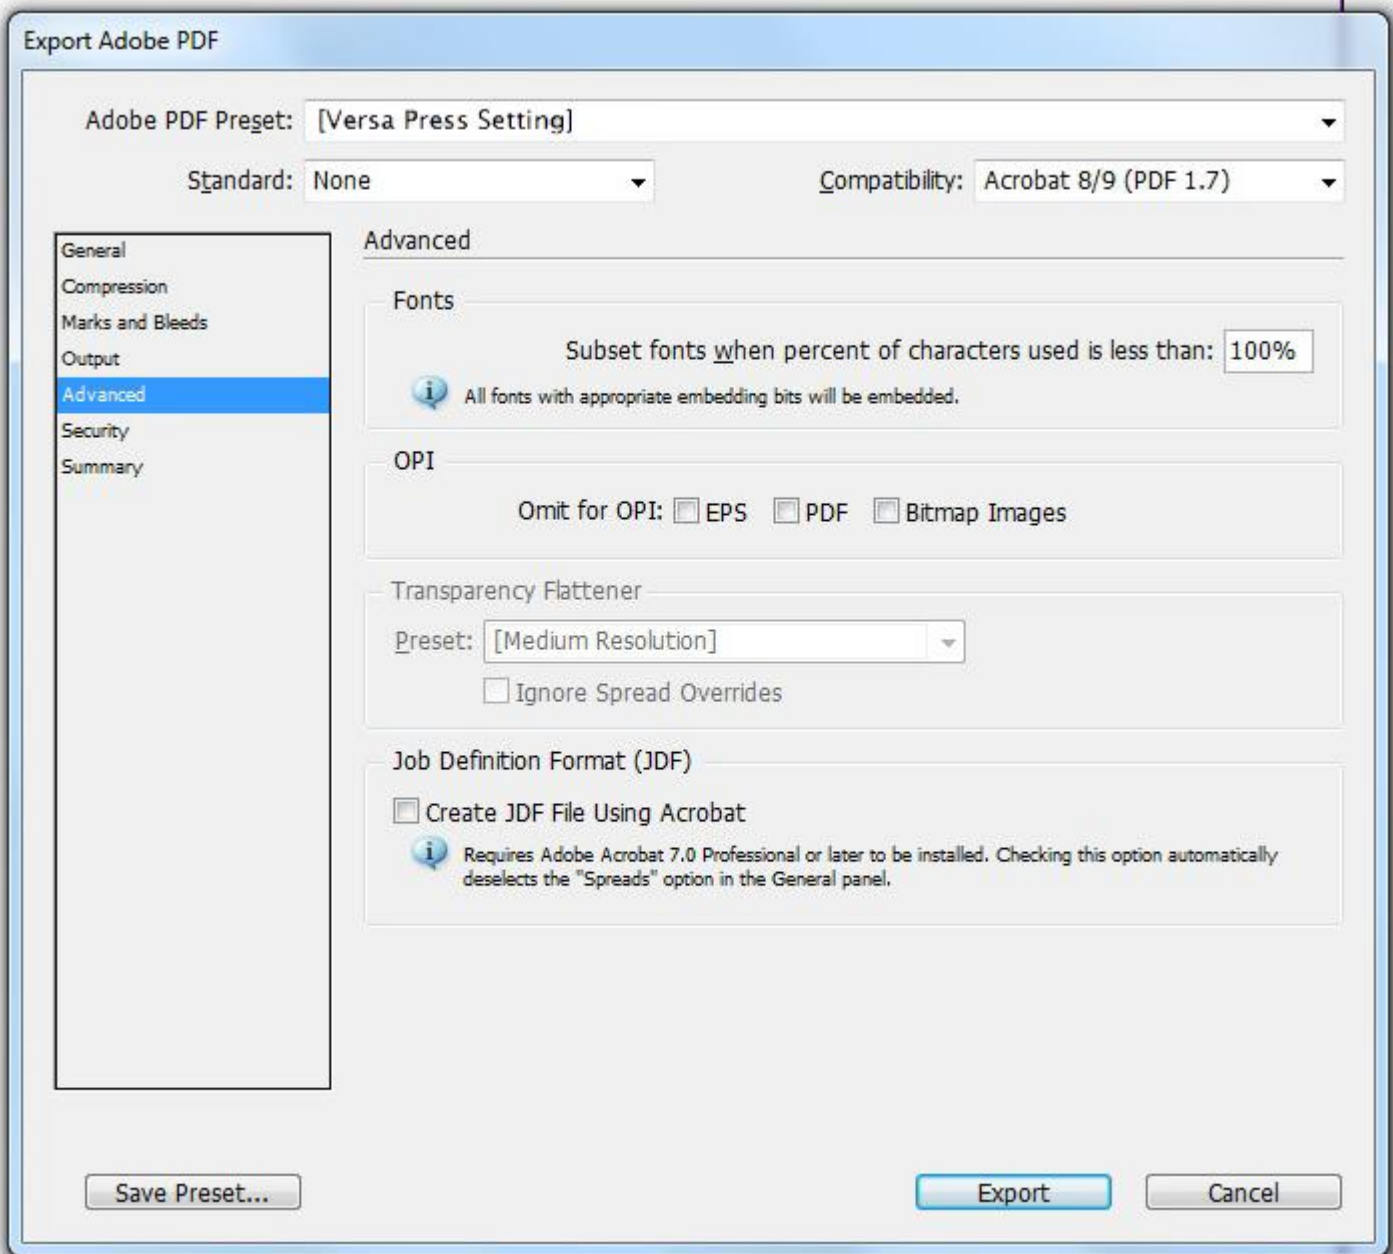 Export Adobe PDF
Adobe PDF Preset: [Versa Press Setting]
Standard: None Compatibility: Acrobat 8/9 (PDF 1.7)
General
Compression
Marks and Bleeds
Output
Advanced
Security
Summary
Advanced
Fonts
Subset fonts when percent of characters used is less than: 100%
All fonts with appropriate embedding bits will be embedded.
OPI
Omit for OPI: EPS PDF Bitmap Images
Transparency Flattener
Preset: [Medium Resolution]
Ignore Spread Overrides
Job Definition Format (JDF)
Create JDF File Using Acrobat
Requires Adobe Acrobat 7.0 Professional or later to be installed. Checking this option automatically
deselects the "Spreads" option in the General panel.
Save Preset... Export Cancel